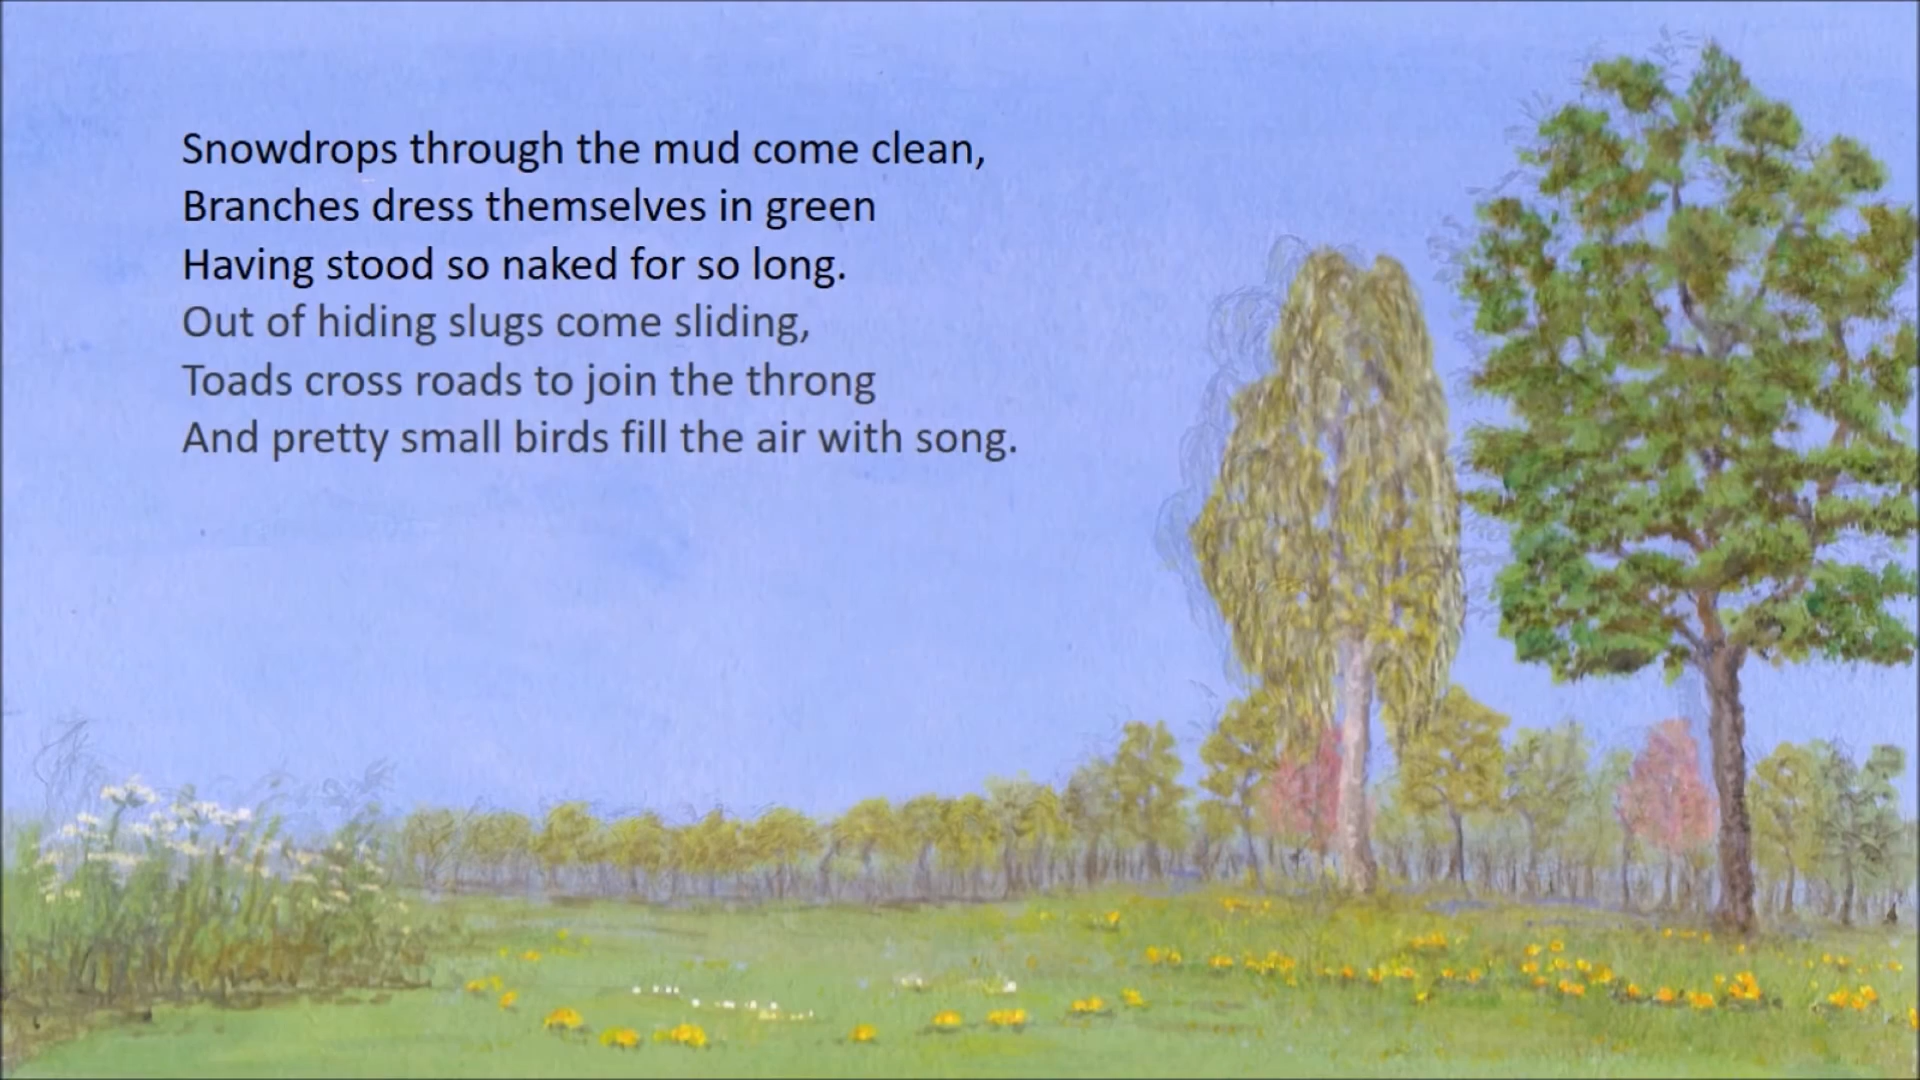 Snowdrops through the mud come clean,
Branches dress themselves in green
Having stood so naked for so long.
Out of hiding slugs come sliding,
Toads cross roads to join the throng
And pretty small birds fill the air with song.